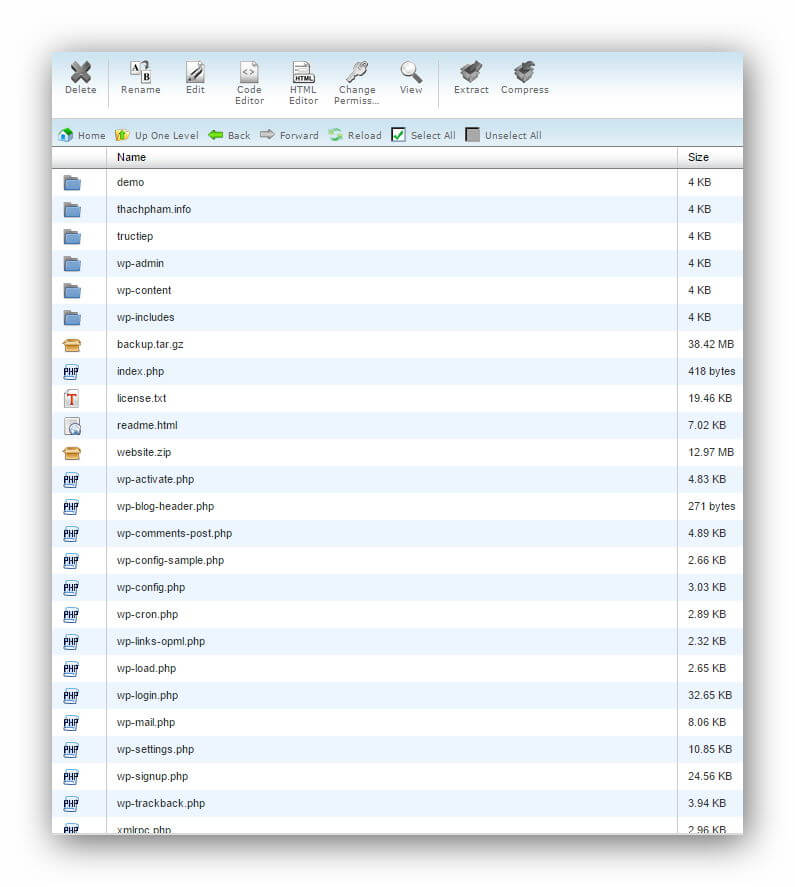 Delete Rename Edit Code Editor HTML Editor Change Permiss... View Extract Compress
Home Up One Level Back Forward Reload Select All Unselect All
Name Size
demo 4 KB
thachpham.info 4 KB
tructiep 4 KB
wp-admin 4 KB
wp-content 4 KB
wp-includes 4 KB
backup.tar.gz 38.42 MB
PHP index.php 418 bytes
T license.txt 19.46 KB
readme.html 7.02 KB
website.zip 12.97 MB
PHP wp-activate.php 4.83 KB
PHP wp-blog-header.php 271 bytes
PHP wp-comments-post.php 4.89 KB
PHP wp-config-sample.php 2.66 KB
PHP wp-config.php 3.03 KB
PHP wp-cron.php 2.89 KB
PHP wp-links-opml.php 2.32 KB
PHP wp-load.php 2.65 KB
PHP wp-login.php 32.65 KB
PHP wp-mail.php 8.06 KB
PHP wp-settings.php 10.85 KB
PHP wp-signup.php 24.56 KB
PHP wp-trackback.php 3.94 KB
PHP xmlrpc.php 2.96 KB